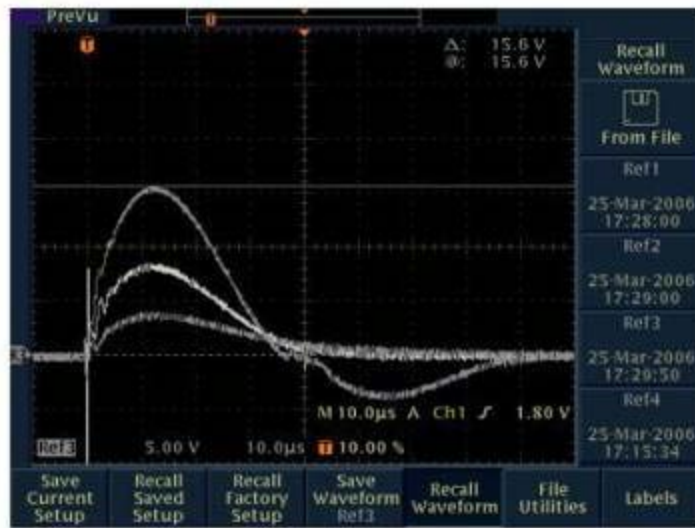 PreVu
T
T
Δ: 15.6 V
@: 15.6 V
Recall
Waveform
From File
Ref1
25-Mar-2006
17:28:00
Ref2
25-Mar-2006
17:29:00
Ref3
25-Mar-2006
17:29:50
Ref4
25-Mar-2006
17:15:34
3
M 10.0µs A Ch1 ʃ 1.80 V
Ref3 5.00 V 10.0µs T 10.00 %
Save
Current
Setup
Recall
Saved
Setup
Recall
Factory
Setup
Save
Waveform
Ref3
Recall
Waveform
File
Utilities
Labels